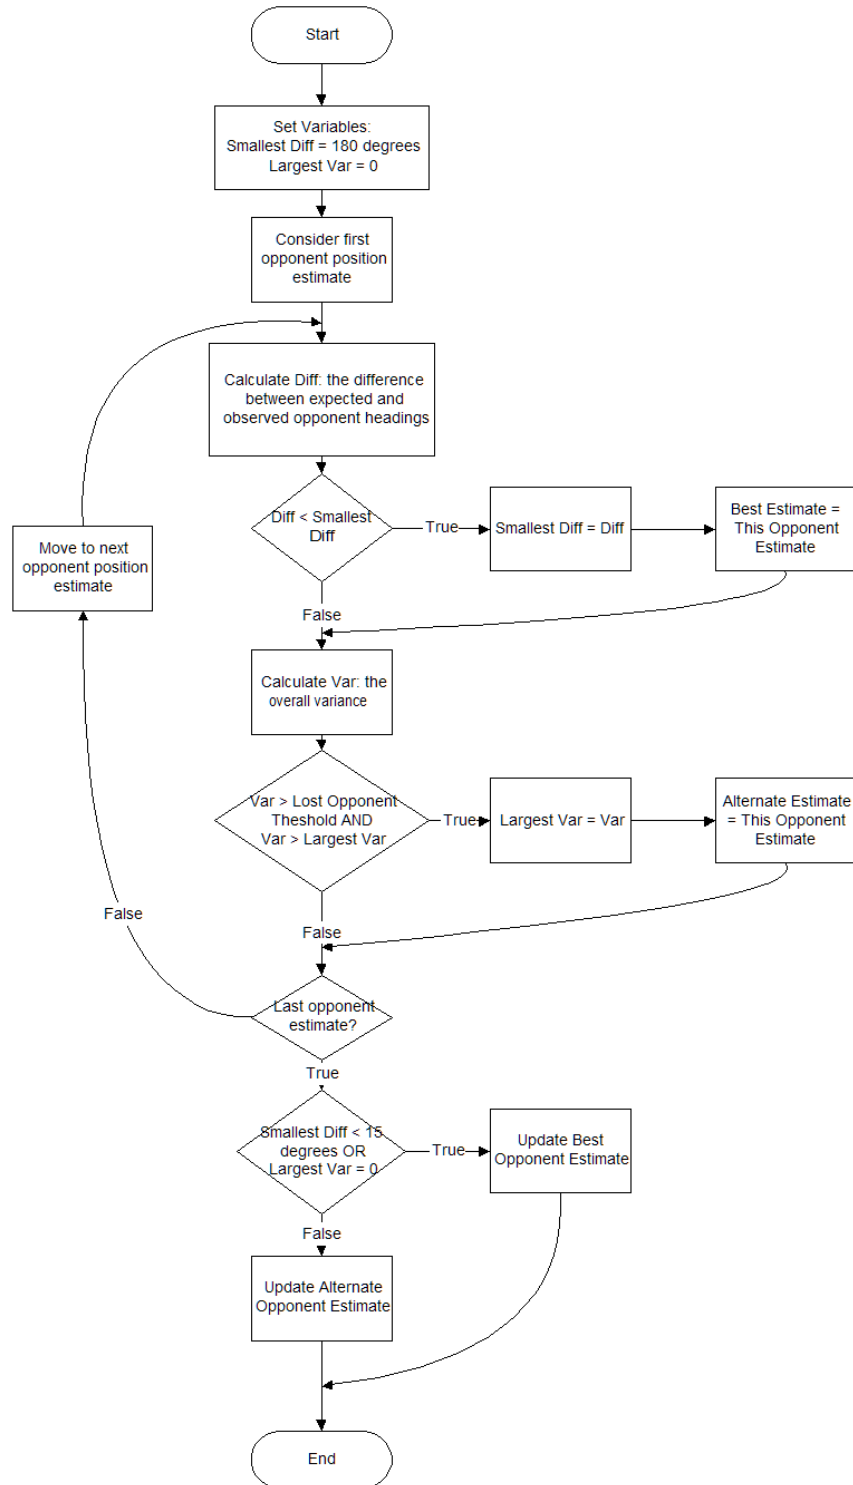 Start
Set Variables:
Smallest Diff = 180 degrees
Largest Var = 0
Consider first
opponent position
estimate
Calculate Diff: the difference
between expected and
observed opponent headings
Diff < Smallest
Diff
True
Smallest Diff = Diff
Best Estimate =
This Opponent
Estimate
Move to next
opponent position
estimate
False
Calculate Var: the
overall variance
Var > Lost Opponent
Theshold AND
Var > Largest Var
True
Largest Var = Var
Alternate Estimate
= This Opponent
Estimate
False
False
Last opponent
estimate?
True
Smallest Diff < 15
degrees OR
Largest Var = 0
True
Update Best
Opponent Estimate
False
Update Alternate
Opponent Estimate
End